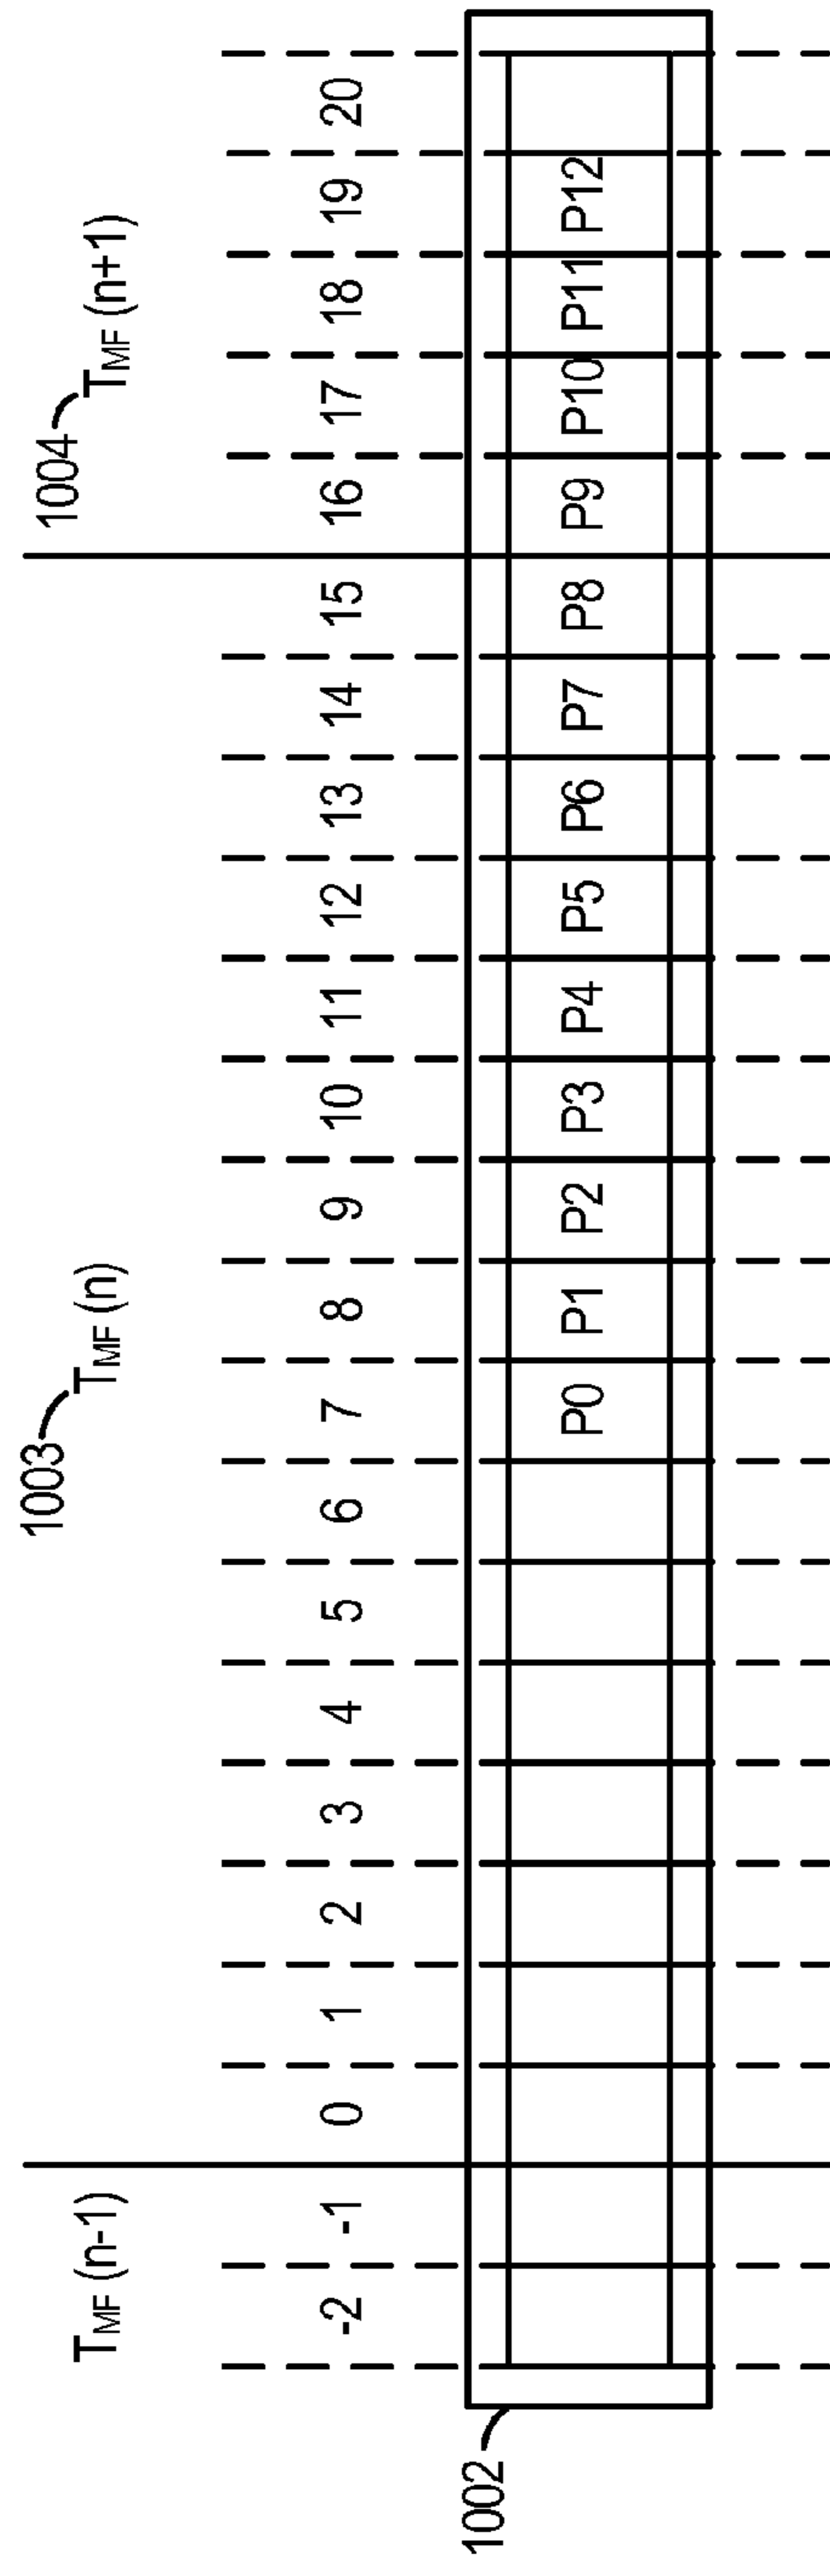 1003
1004
T_MF (n-1)
T_MF (n)
T_MF (n+1)
-2 -1 0 1 2 3 4 5 6 7 8 9 10 11 12 13 14 15 16 17 18 19 20
1002
P0 P1 P2 P3 P4 P5 P6 P7 P8 P9 P10 P11 P12